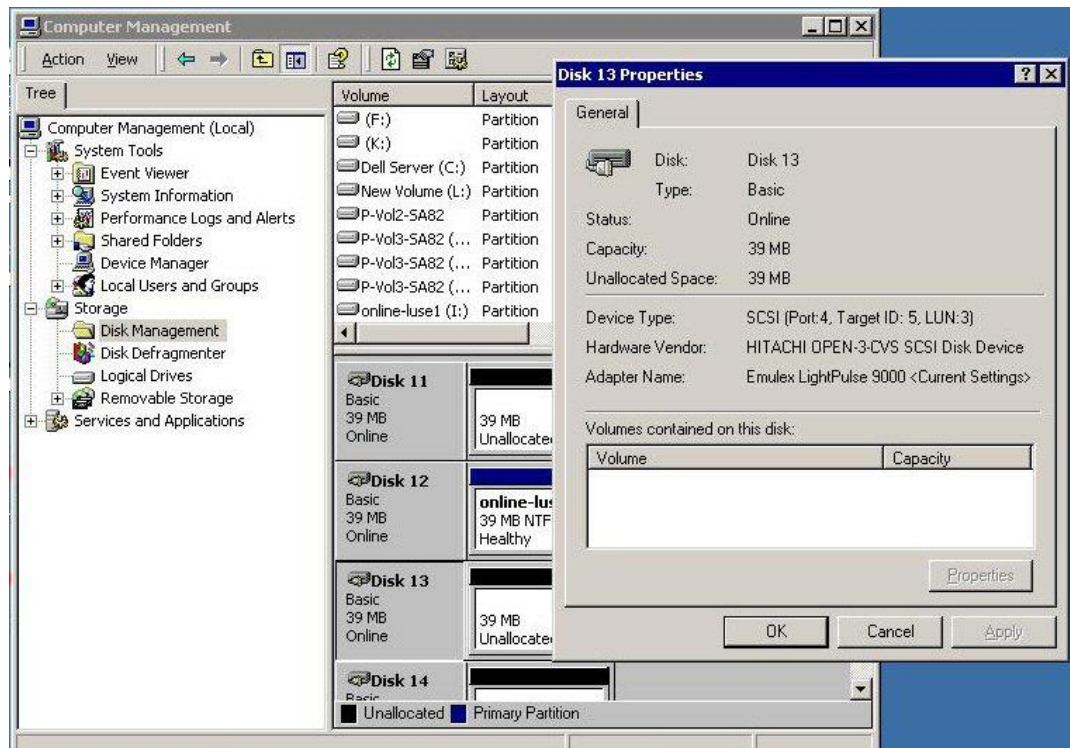 Computer Management
Action View
Tree
Computer Management (Local)
System Tools
Event Viewer
System Information
Performance Logs and Alerts
Shared Folders
Device Manager
Local Users and Groups
Storage
Disk Management
Disk Defragmenter
Logical Drives
Removable Storage
Services and Applications
Volume Layout
(F:) Partition
(K:) Partition
Dell Server (C:) Partition
New Volume (L:) Partition
P-Vol2-SA82 Partition
P-Vol3-SA82 (... Partition
P-Vol3-SA82 (... Partition
P-Vol3-SA82 (... Partition
online-luse1 (I:) Partition
Disk 11
Basic
39 MB
Online
39 MB
Unallocate
Disk 12
Basic
39 MB
Online
online-lu
39 MB NTF
Healthy
Disk 13
Basic
39 MB
Online
39 MB
Unallocate
Disk 14
Basic
Unallocated Primary Partition
Disk 13 Properties
General
Disk: Disk 13
Type: Basic
Status: Online
Capacity: 39 MB
Unallocated Space: 39 MB
Device Type: SCSI (Port:4, Target ID: 5, LUN:3)
Hardware Vendor: HITACHI OPEN-3-CVS SCSI Disk Device
Adapter Name: Emulex LightPulse 9000 <Current Settings>
Volumes contained on this disk:
Volume Capacity
Properties
OK Cancel Apply